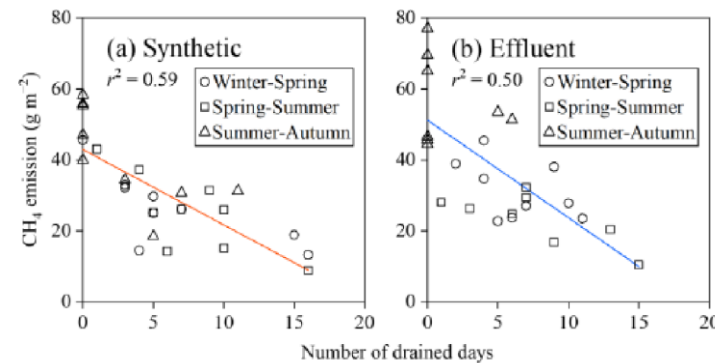 (a) Synthetic
r² = 0.59
Winter-Spring
Spring-Summer
Summer-Autumn
(b) Effluent
r² = 0.50
Winter-Spring
Spring-Summer
Summer-Autumn
CH₄ emission (g m⁻²)
80
60
40
20
0
0 5 10 15 20
80
60
40
20
0
0 5 10 15 20
Number of drained days